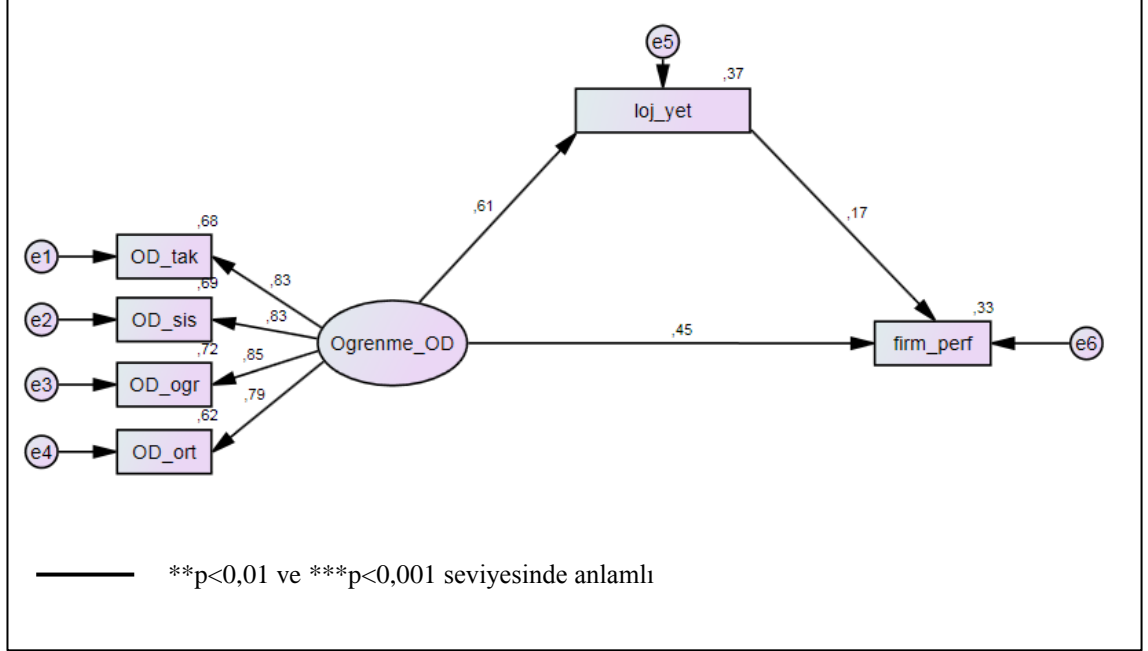 e5
,37
loj_yet
,61
,17
,68
e1
OD_tak
,83
,69
e2
OD_sis
,83
,33
Ogrenme_OD
,45
firm_perf
e6
,72
,85
e3
OD_ogr
,79
,62
e4
OD_ort
**p<0,01 ve ***p<0,001 seviyesinde anlamlı